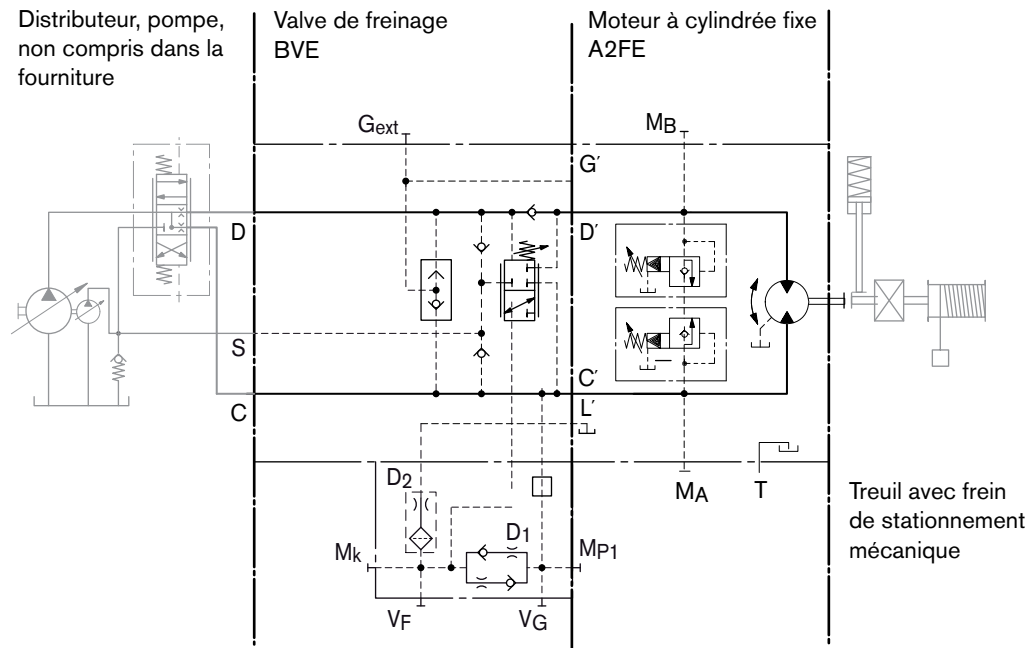 Distributeur, pompe,
non compris dans la
fourniture
Valve de freinage
BVE
Moteur à cylindrée fixe
A2FE
Gext
MB
G′
D
D′
S
C′
C
L′
D2
MA
T
D1
Mk
MP1
VF
VG
Treuil avec frein
de stationnement
mécanique